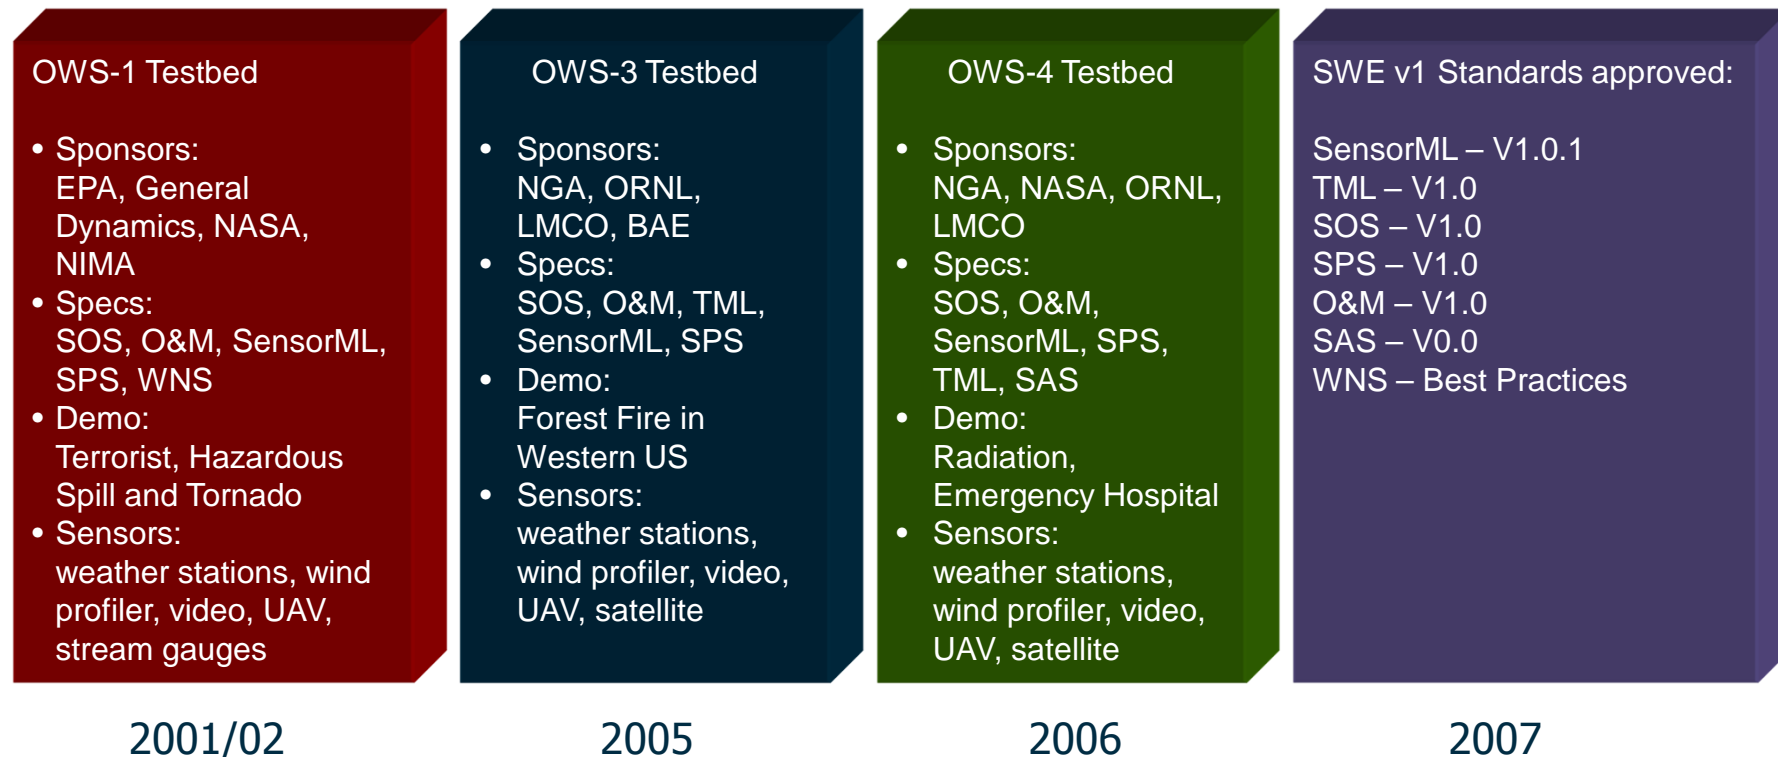 OWS-1 Testbed
• Sponsors:
EPA, General
Dynamics, NASA,
NIMA
• Specs:
SOS, O&M, SensorML,
SPS, WNS
• Demo:
Terrorist, Hazardous
Spill and Tornado
• Sensors:
weather stations, wind
profiler, video, UAV,
stream gauges
2001/02
OWS-3 Testbed
• Sponsors:
NGA, ORNL,
LMCO, BAE
• Specs:
SOS, O&M, TML,
SensorML, SPS
• Demo:
Forest Fire in
Western US
• Sensors:
weather stations,
wind profiler, video,
UAV, satellite
2005
OWS-4 Testbed
• Sponsors:
NGA, NASA, ORNL,
LMCO
• Specs:
SOS, O&M,
SensorML, SPS,
TML, SAS
• Demo:
Radiation,
Emergency Hospital
• Sensors:
weather stations,
wind profiler, video,
UAV, satellite
2006
SWE v1 Standards approved:
SensorML – V1.0.1
TML – V1.0
SOS – V1.0
SPS – V1.0
O&M – V1.0
SAS – V0.0
WNS – Best Practices
2007